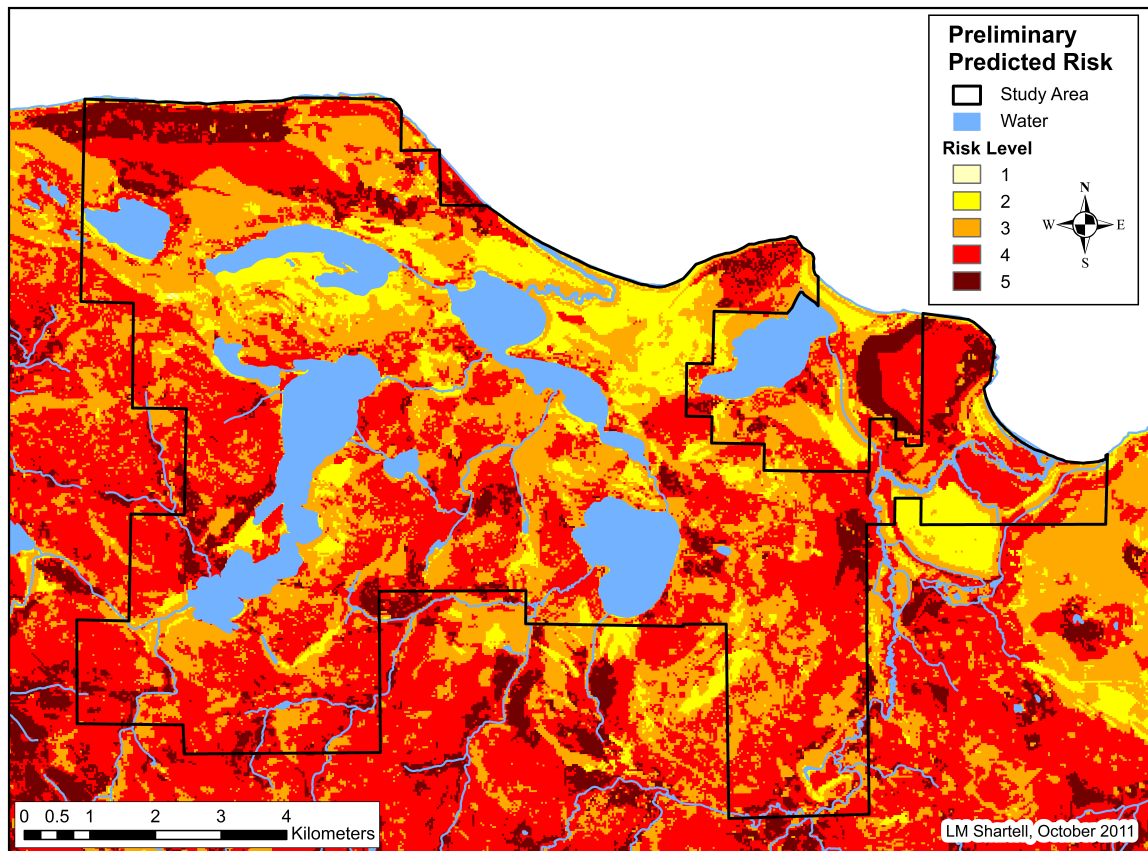 Preliminary
Predicted Risk
Study Area
Water
Risk Level
1
2
3
4
5
N
W E
S
0 0.5 1 2 3 4
Kilometers
LM Shartell, October 2011